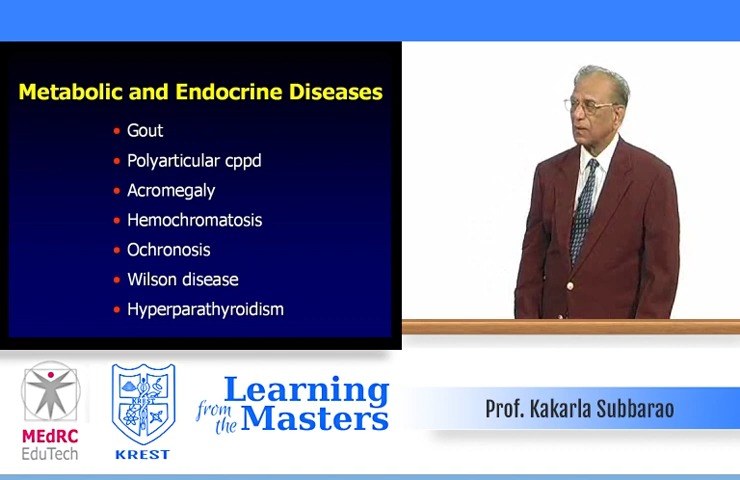 Metabolic and Endocrine Diseases
• Gout
• Polyarticular cppd
• Acromegaly
• Hemochromatosis
• Ochronosis
• Wilson disease
• Hyperparathyroidism
MEdRC
EduTech
KREST
KREST
Learning
from the
Masters
Prof. Kakarla Subbarao